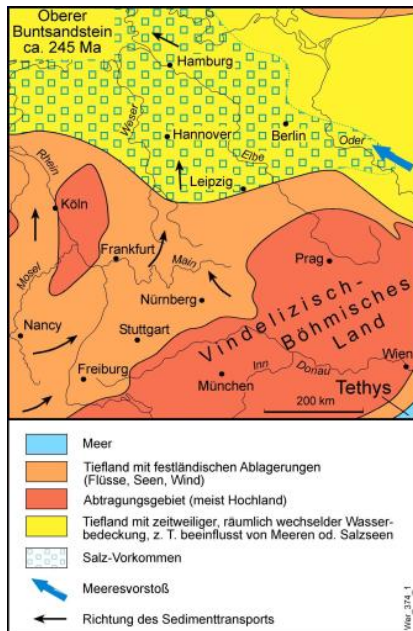 Oberer
Buntsandstein
ca. 245 Ma
Hamburg
Weser
Hannover
Berlin
Oder
Elbe
Leipzig
Rhein
Köln
Mosel
Frankfurt
Main
Prag
Nürnberg
Nancy
Stuttgart
Vindelizisch-
Böhmisches
Land
Freiburg
Inn
Donau
Wien
München
Tethys
200 km
Meer
Tiefland mit festländischen Ablagerungen
(Flüsse, Seen, Wind)
Abtragungsgebiet (meist Hochland)
Tiefland mit zeitweiliger, räumlich wechselder Wasser-
bedeckung, z. T. beeinflusst von Meeren od. Salzseen
Salz-Vorkommen
Meeresvorstoß
Richtung des Sedimenttransports
Wer_374_1